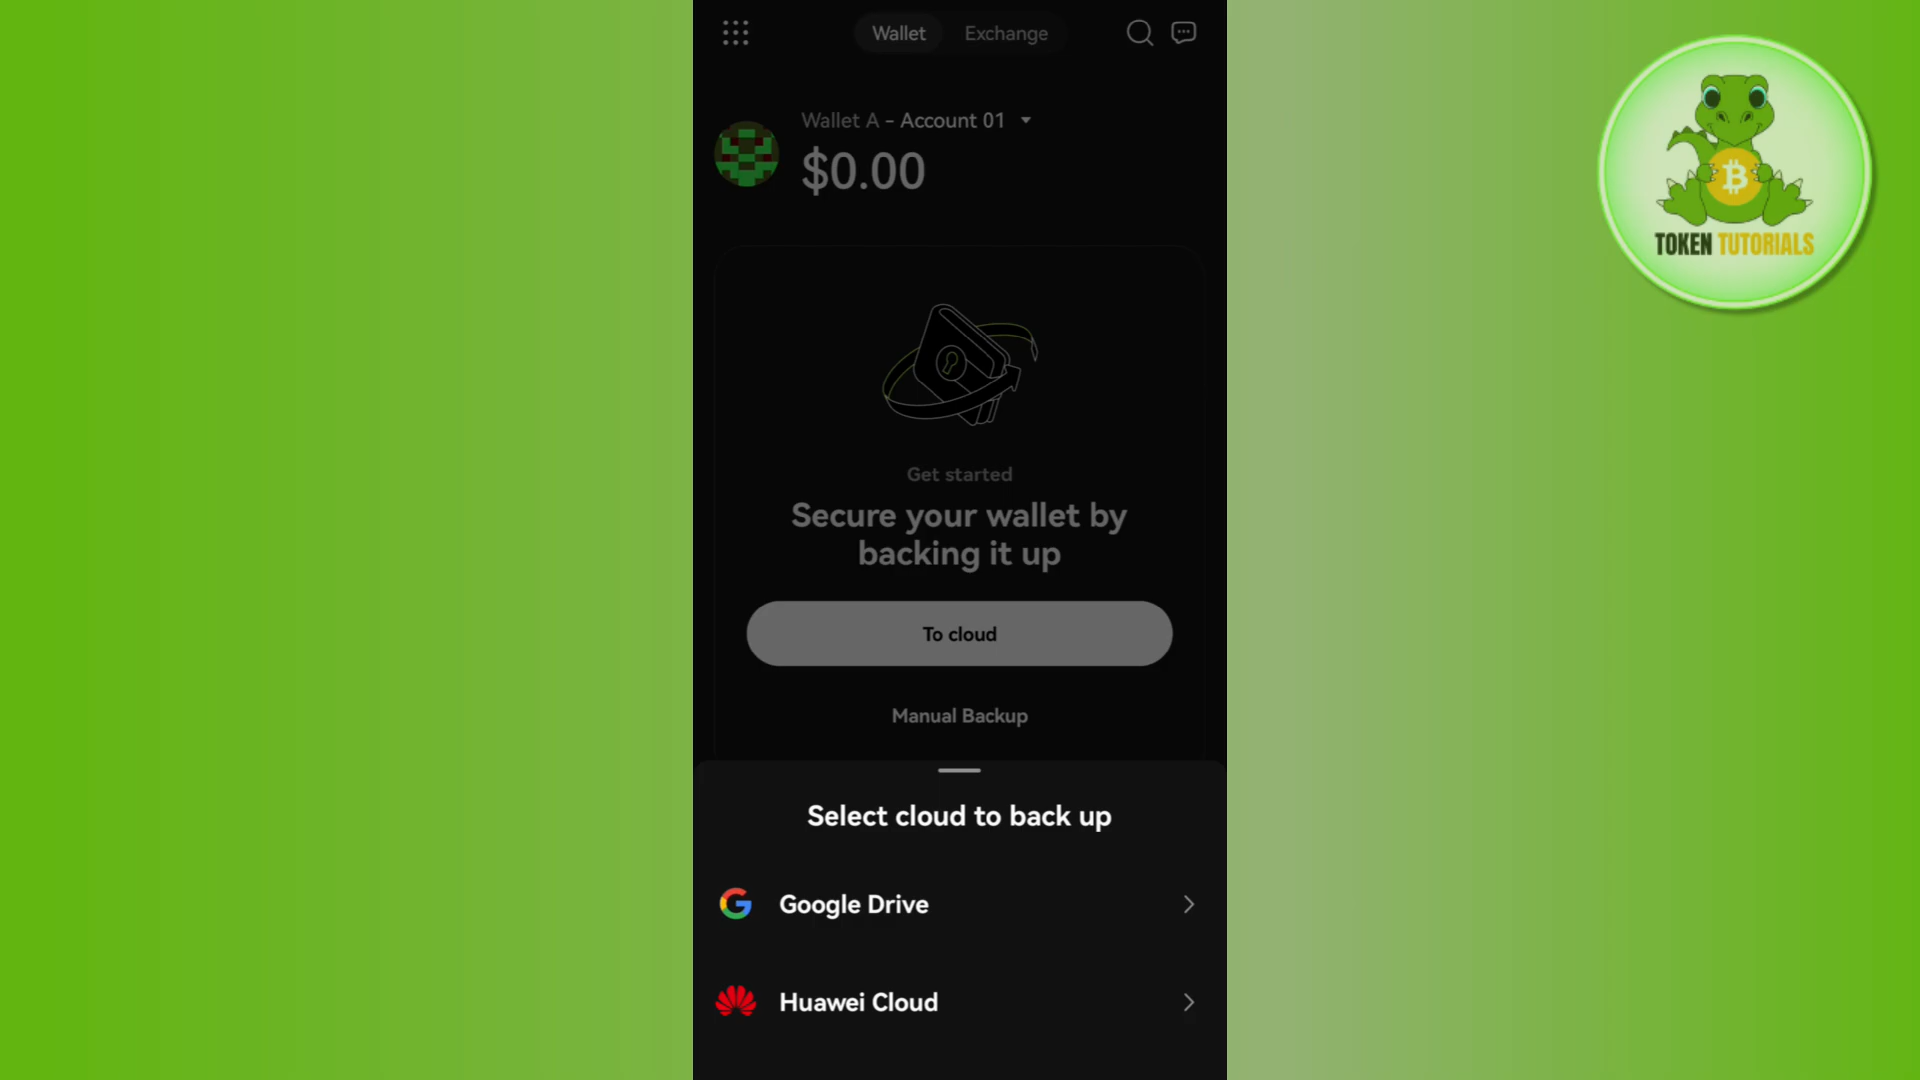 Wallet
Exchange
Wallet A - Account 01
$0.00
Get started
Secure your wallet by
backing it up
To cloud
Manual Backup
Select cloud to back up
Google Drive
Huawei Cloud
TOKEN TUTORIALS